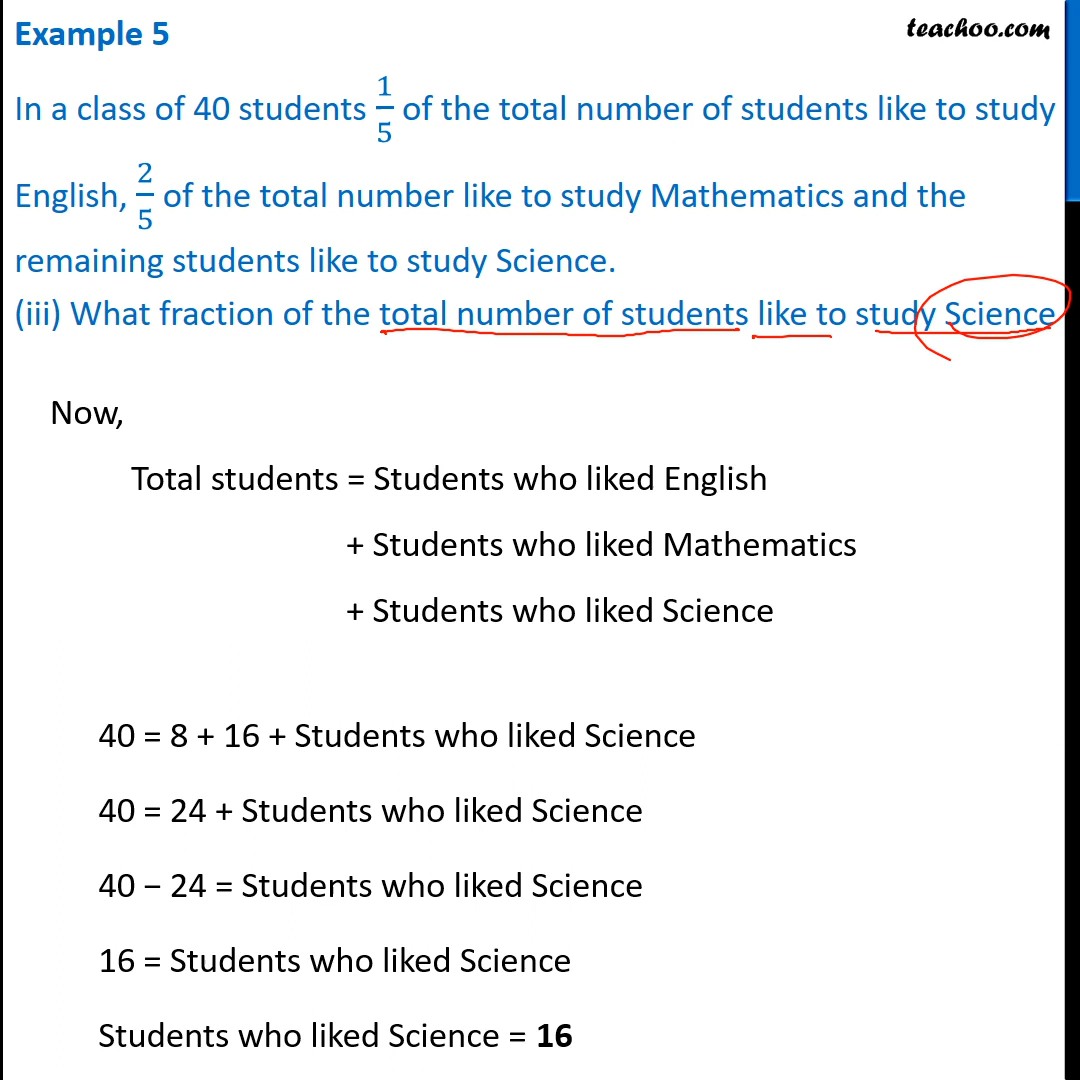 Example 5
teachoo.com
In a class of 40 students 1/5 of the total number of students like to study
English, 2/5 of the total number like to study Mathematics and the
remaining students like to study Science.
(iii) What fraction of the total number of students like to study Science
Now,
Total students = Students who liked English
+ Students who liked Mathematics
+ Students who liked Science
40 = 8 + 16 + Students who liked Science
40 = 24 + Students who liked Science
40 − 24 = Students who liked Science
16 = Students who liked Science
Students who liked Science = 16